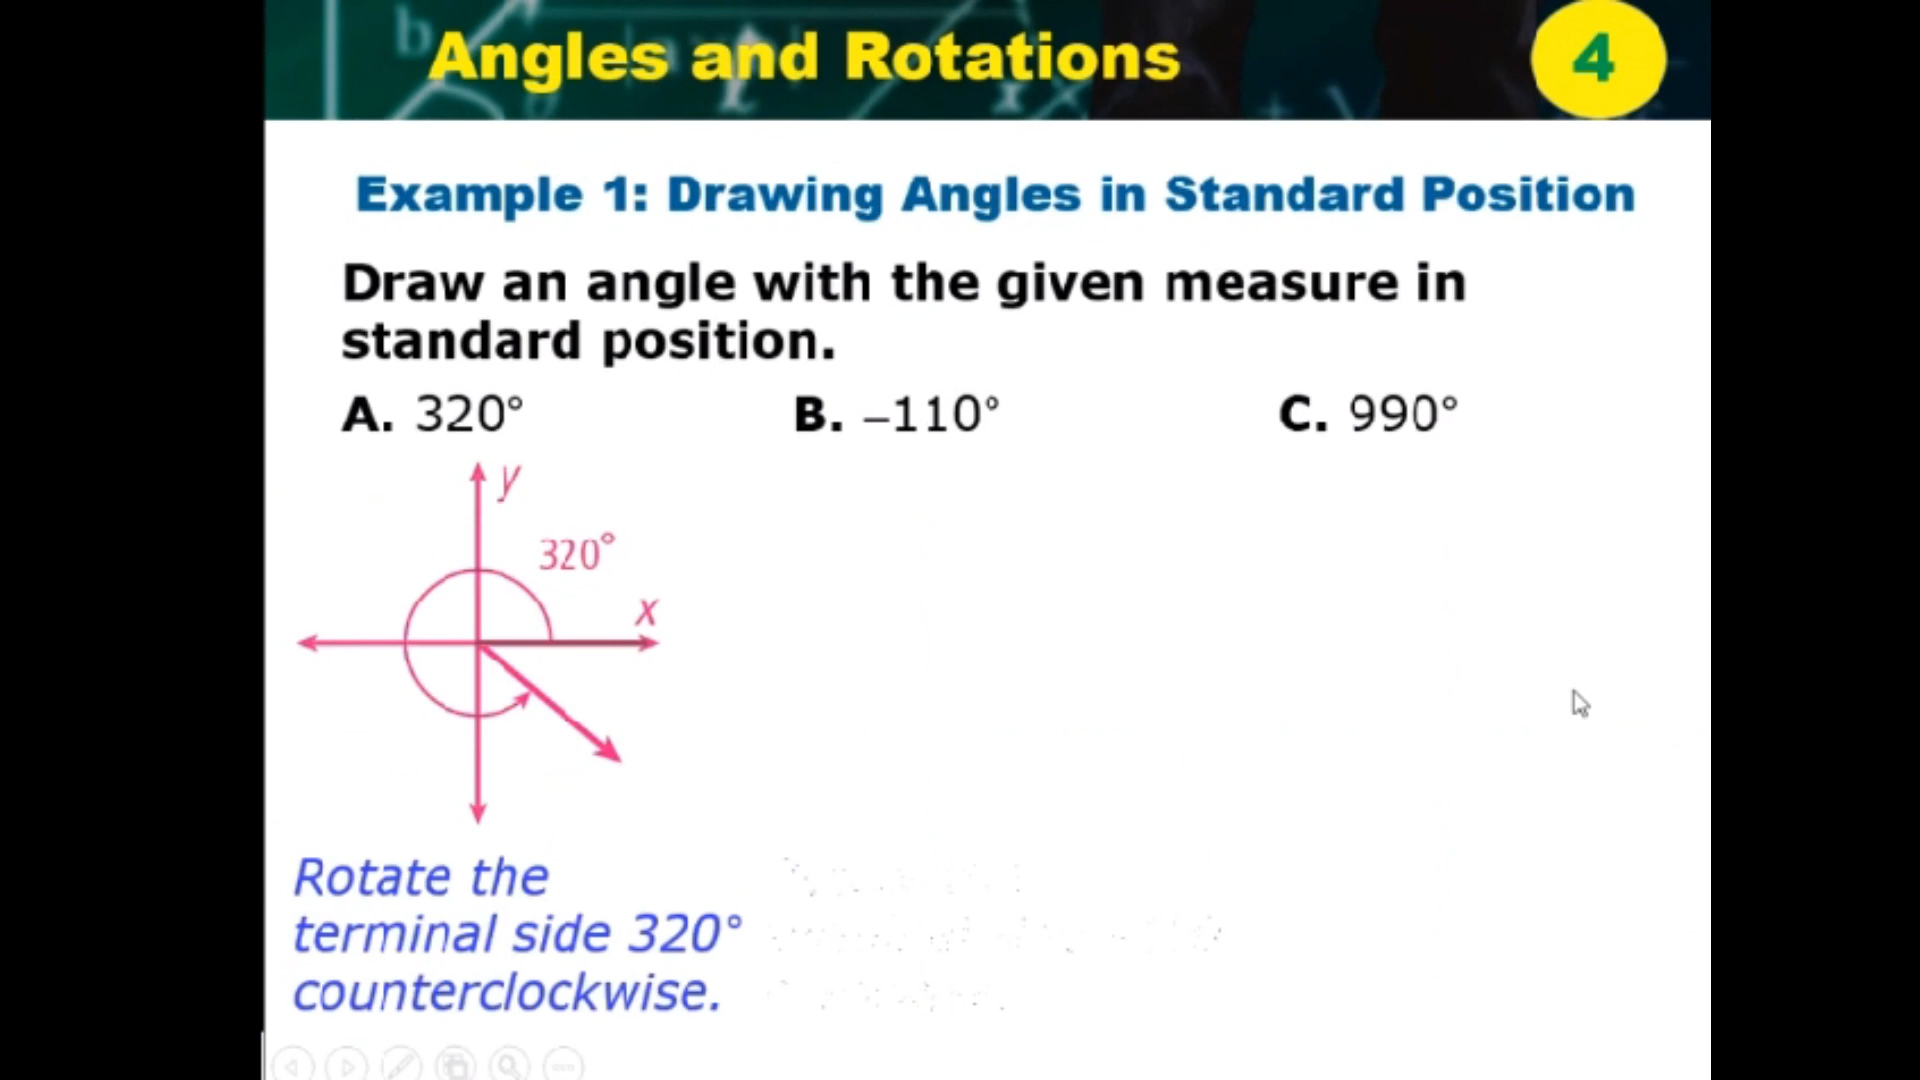 Angles and Rotations
4
Example 1: Drawing Angles in Standard Position
Draw an angle with the given measure in
standard position.
A. 320° B. –110° C. 990°
y
320°
x
Rotate the
terminal side 320°
counterclockwise.